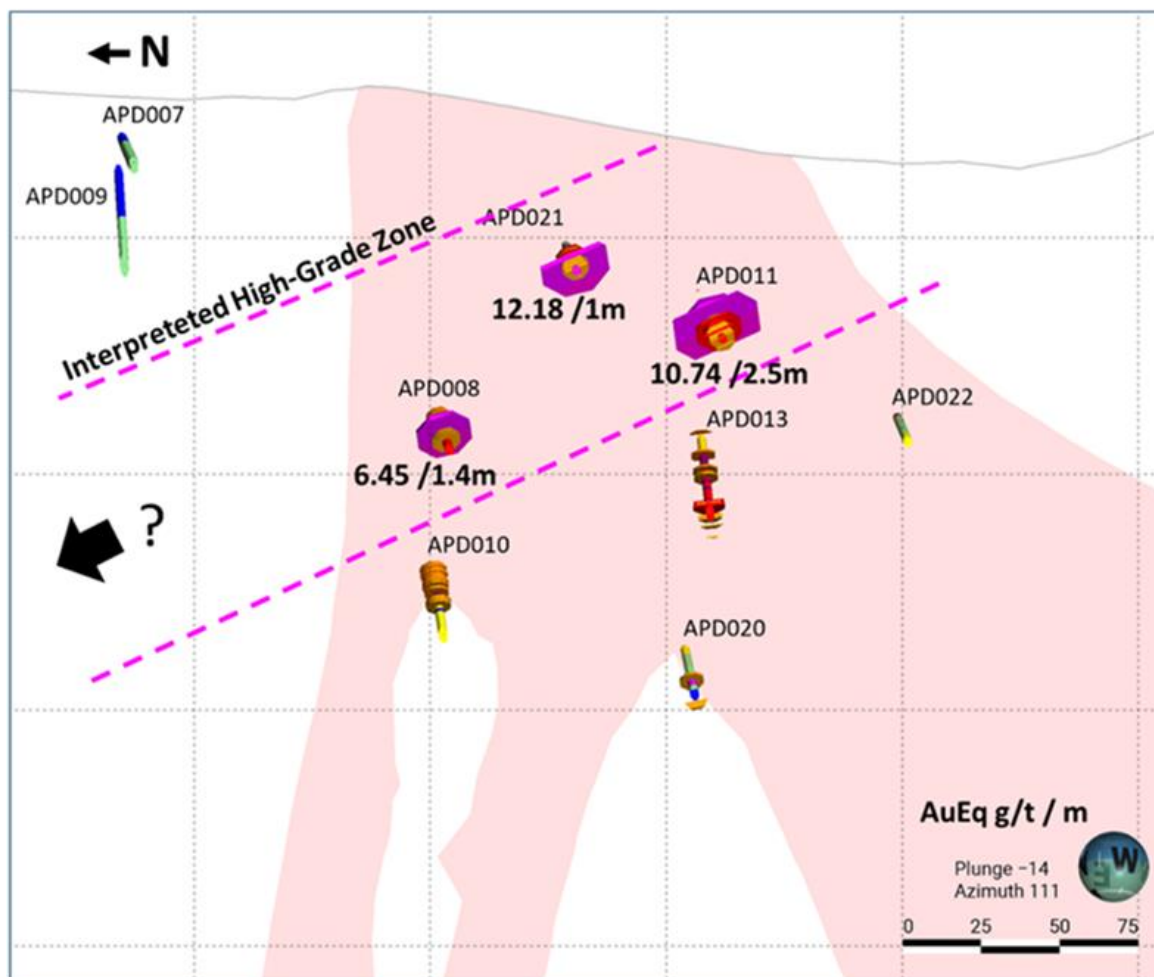 N
APD007
APD009
APD021
Interpreteted High-Grade Zone
APD011
12.18 /1m
10.74 /2.5m
APD008
APD022
APD013
6.45 /1.4m
?
APD010
APD020
AuEq g/t / m
W
E
Plunge −14
Azimuth 111
0 25 50 75